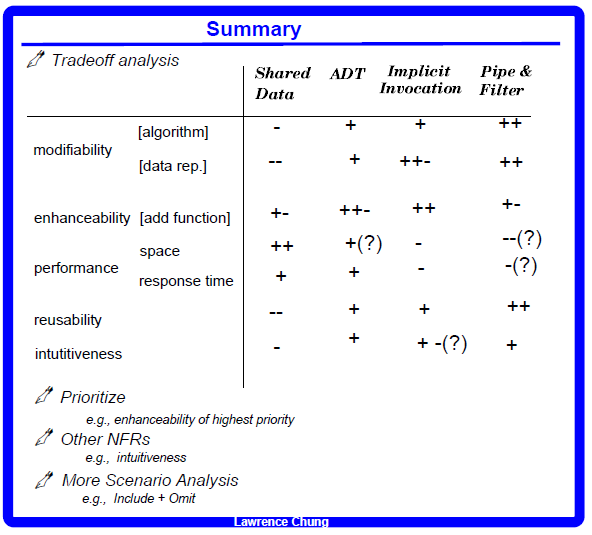 Summary
Tradeoff analysis
Shared Data ADT Implicit Invocation Pipe & Filter
modifiability [algorithm] - + + ++
[data rep.] -- + ++- ++
enhanceability [add function] +- ++- ++ +-
performance space ++ +(?) - --(?)
response time + + - -(?)
reusability -- + + ++
intutitiveness - + + -(?) +
Prioritize
e.g., enhanceability of highest priority
Other NFRs
e.g., intuitiveness
More Scenario Analysis
e.g., Include + Omit
Lawrence Chung